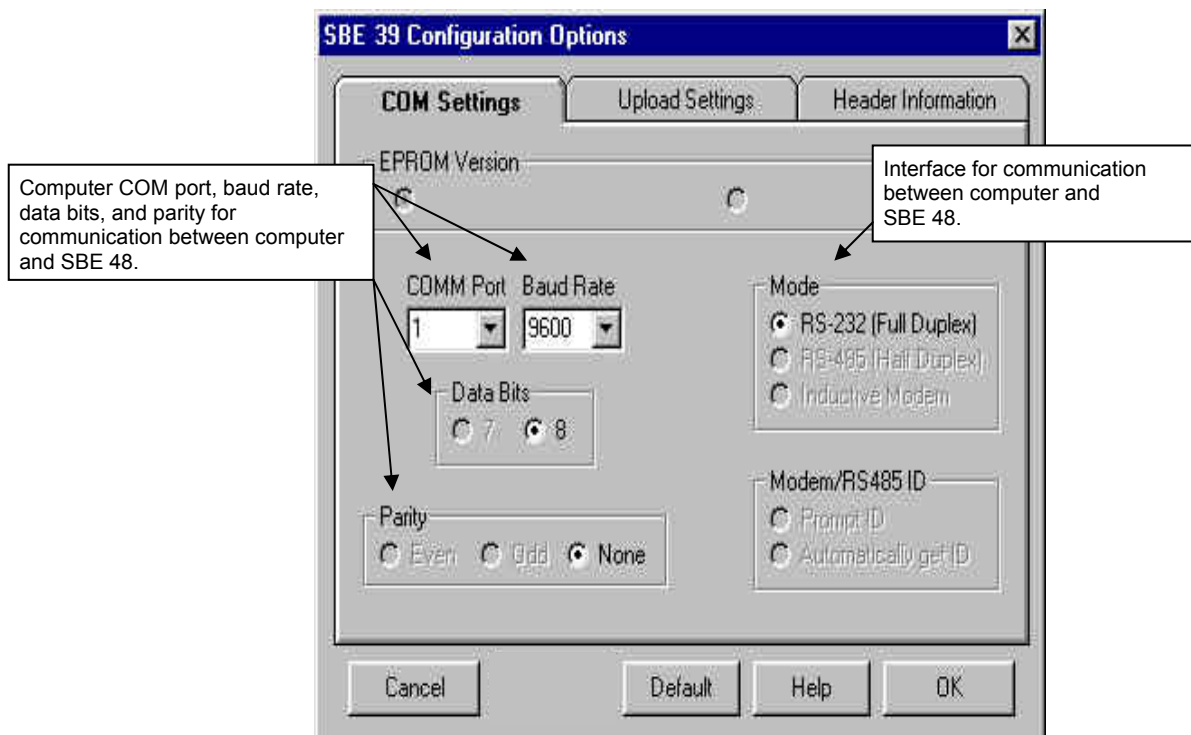 SBE 39 Configuration Options
COM Settings
Upload Settings
Header Information
EPROM Version
Computer COM port, baud rate,
data bits, and parity for
communication between computer
and SBE 48.
Interface for communication
between computer and
SBE 48.
COMM Port
Baud Rate
1
9600
Data Bits
7
8
Parity
Even
Odd
None
Mode
RS-232 (Full Duplex)
RS-485 (Half Duplex)
Inductive Modem
Modem/RS485 ID
Prompt ID
Automatically get ID
Cancel
Default
Help
OK